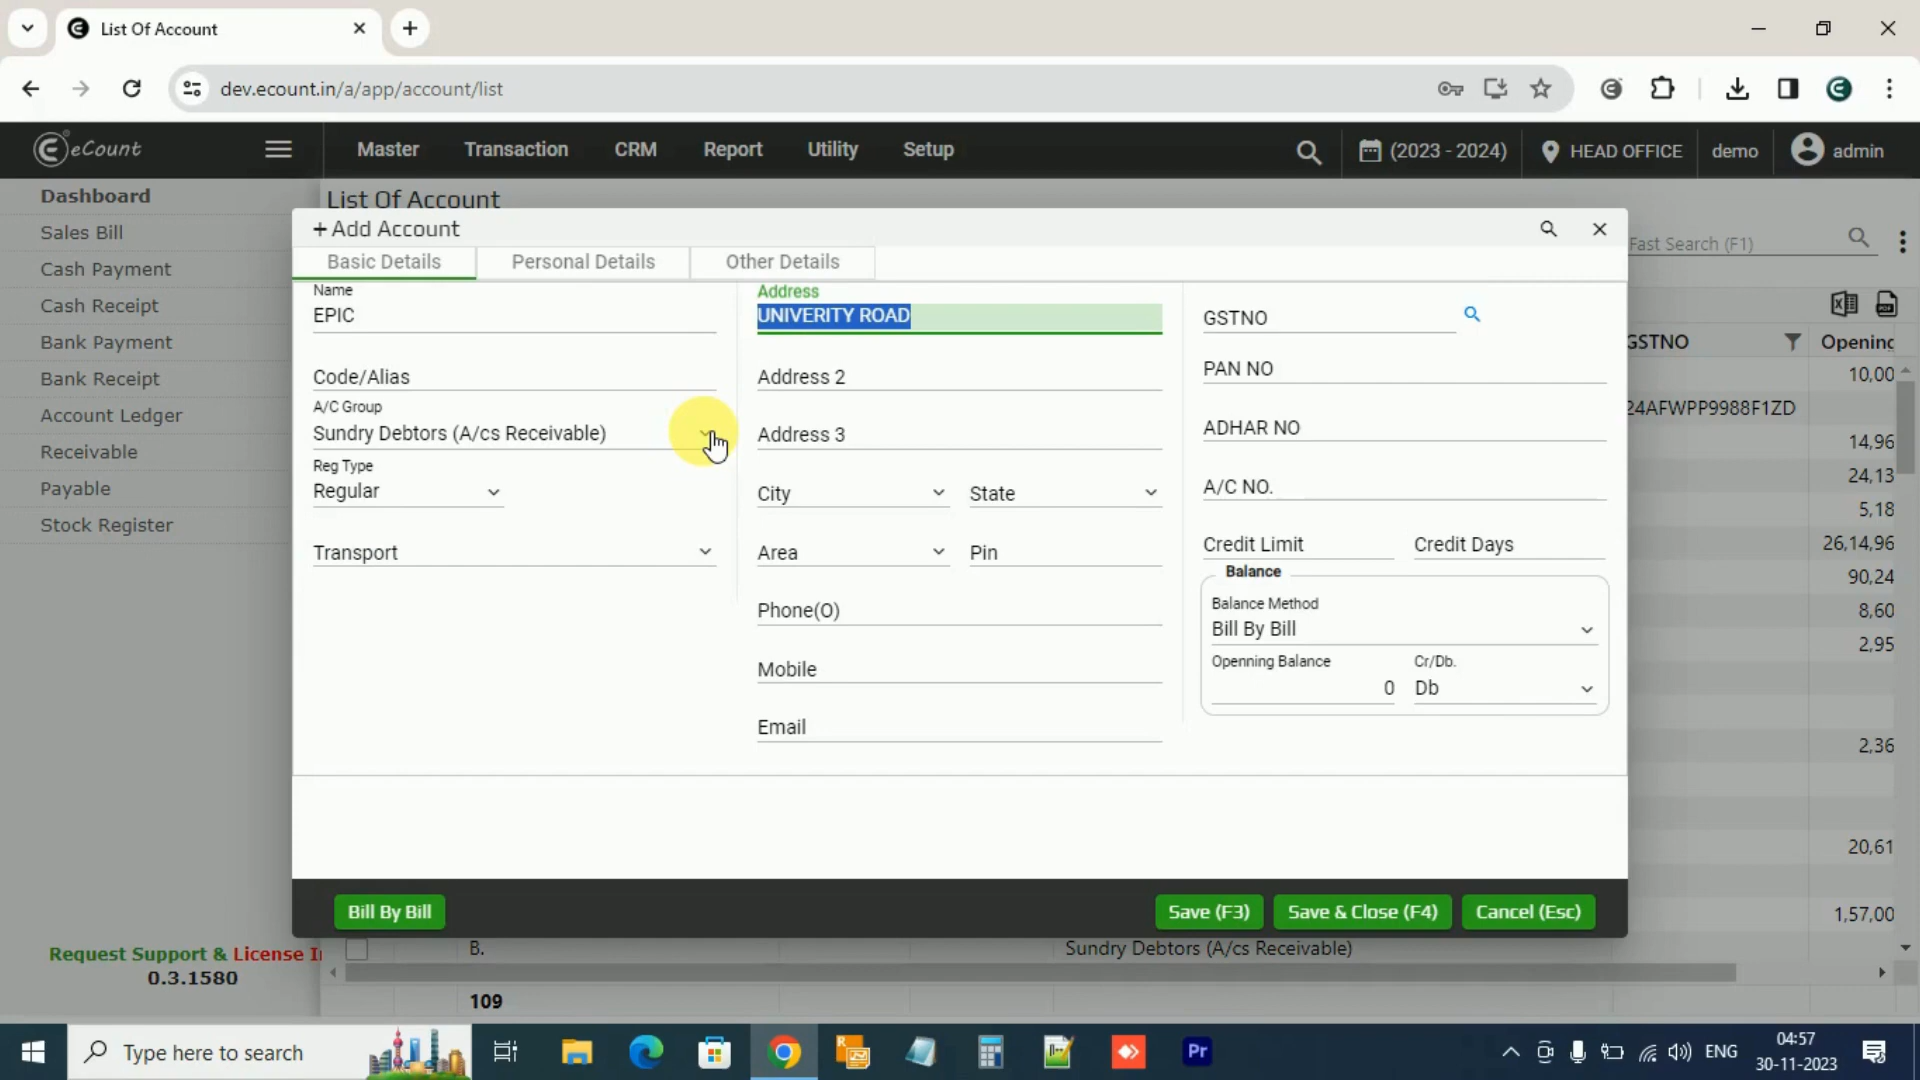 List Of Account
dev.ecount.in/a/app/account/list
eCount
Master Transaction CRM Report Utility Setup
(2023 - 2024) HEAD OFFICE demo admin
Dashboard
Sales Bill
Cash Payment
Cash Receipt
Bank Payment
Bank Receipt
Account Ledger
Receivable
Payable
Stock Register
Request Support & License I
0.3.1580
List Of Account
Fast Search (F1)
+ Add Account
Basic Details Personal Details Other Details
Name
EPIC
Code/Alias
A/C Group
Sundry Debtors (A/cs Receivable)
Reg Type
Regular
Transport
Address
UNIVERITY ROAD
Address 2
Address 3
City State
Area Pin
Phone(O)
Mobile
Email
GSTNO
PAN NO
ADHAR NO
A/C NO.
Credit Limit Credit Days
Balance
Balance Method
Bill By Bill
Openning Balance Cr/Db.
0 Db
Bill By Bill Save (F3) Save & Close (F4) Cancel (Esc)
GSTNO Opening
10,00
24AFWPP9988F1ZD
14,96
24,13
5,18
26,14,96
90,24
8,60
2,95
2,36
20,61
1,57,00
B. Sundry Debtors (A/cs Receivable)
109
Type here to search
Pr
ENG
04:57
30-11-2023